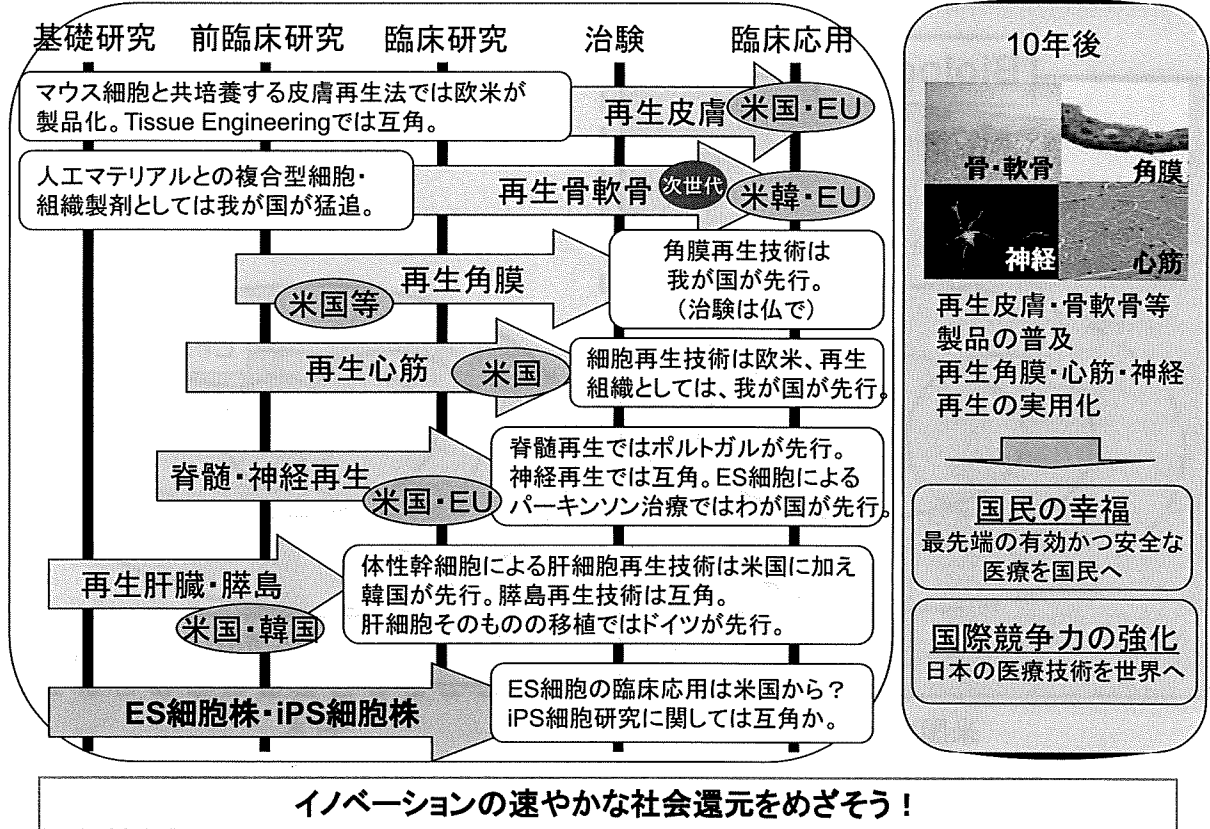 基礎研究 前臨床研究 臨床研究 治験 臨床応用
マウス細胞と共培養する皮膚再生法では欧米が
製品化。Tissue Engineeringでは互角。
再生皮膚
米国・EU
人工マテリアルとの複合型細胞・
組織製剤としては我が国が猛追。
再生骨軟骨
次世代
米韓・EU
再生角膜
米国等
角膜再生技術は
我が国が先行。
(治験は仏で)
再生心筋
米国
細胞再生技術は欧米、再生
組織としては、我が国が先行。
脊髄・神経再生
米国・EU
脊髄再生ではポルトガルが先行。
神経再生では互角。ES細胞による
パーキンソン治療ではわが国が先行。
再生肝臓・膵島
米国・韓国
体性幹細胞による肝細胞再生技術は米国に加え
韓国が先行。膵島再生技術は互角。
肝細胞そのものの移植ではドイツが先行。
ES細胞株・iPS細胞株
ES細胞の臨床応用は米国から?
iPS細胞研究に関しては互角か。
10年後
骨・軟骨
角膜
神経
心筋
再生皮膚・骨軟骨等
製品の普及
再生角膜・心筋・神経
再生の実用化
国民の幸福
最先端の有効かつ安全な
医療を国民へ
国際競争力の強化
日本の医療技術を世界へ
イノベーションの速やかな社会還元をめざそう!